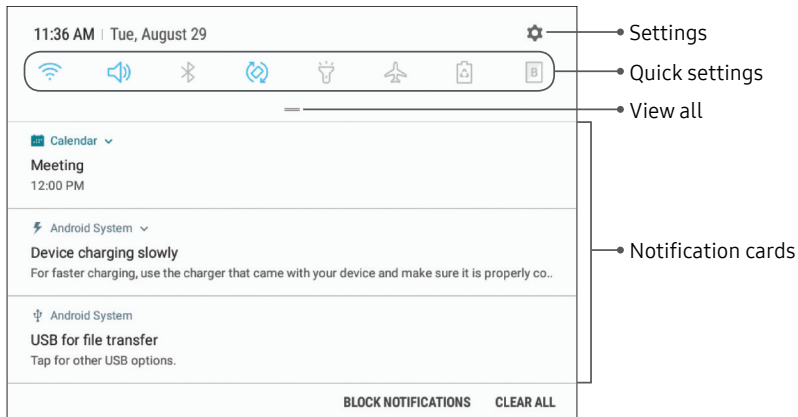 11:36 AM | Tue, August 29
Settings
B
Quick settings
View all
Calendar
Meeting
12:00 PM
Android System
Device charging slowly
For faster charging, use the charger that came with your device and make sure it is properly co..
Notification cards
Android System
USB for file transfer
Tap for other USB options.
BLOCK NOTIFICATIONS CLEAR ALL